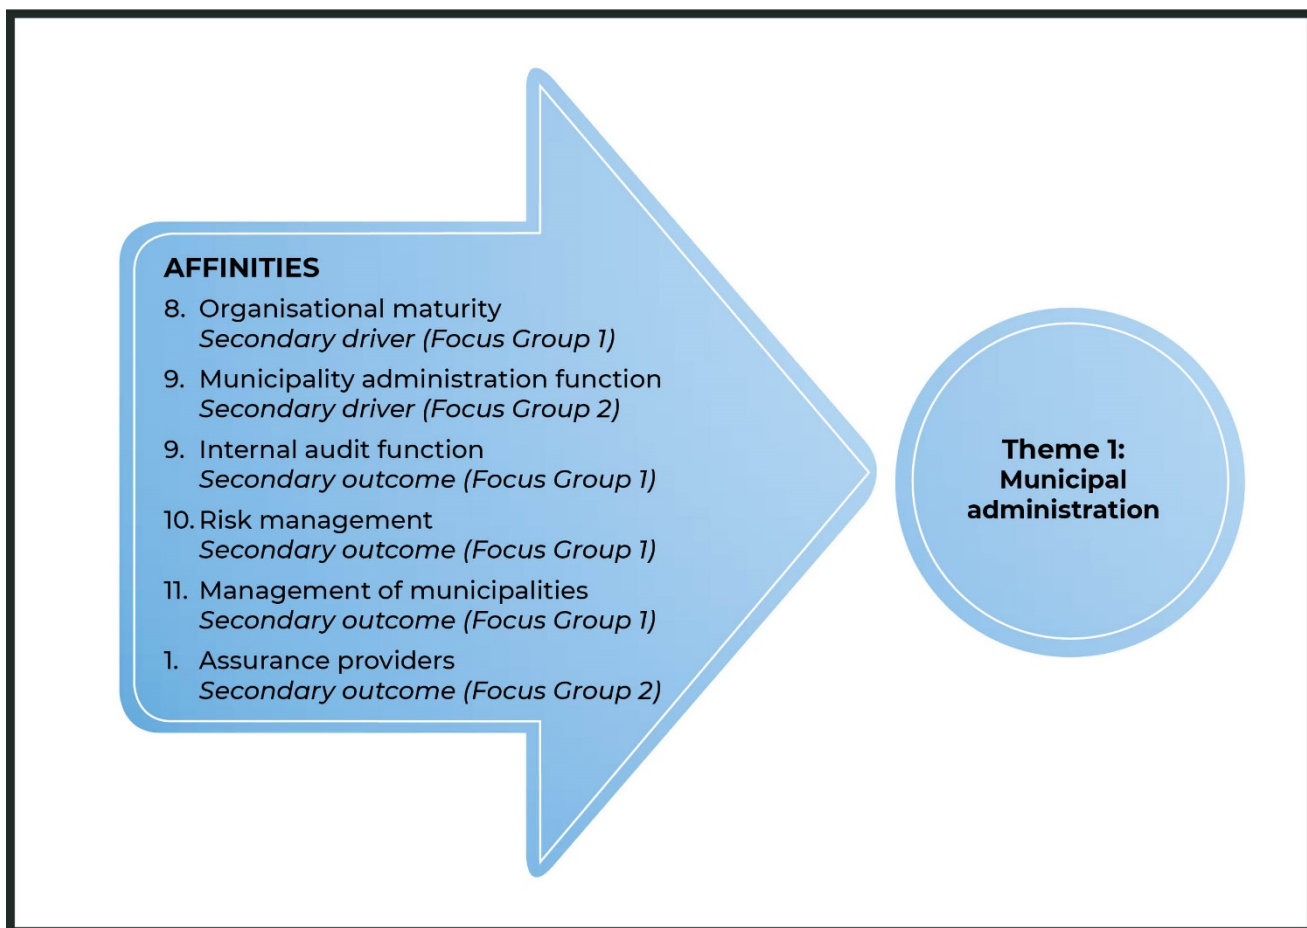 AFFINITIES
8. Organisational maturity
Secondary driver (Focus Group 1)
9. Municipality administration function
Secondary driver (Focus Group 2)
9. Internal audit function
Secondary outcome (Focus Group 1)
10. Risk management
Secondary outcome (Focus Group 1)
11. Management of municipalities
Secondary outcome (Focus Group 1)
1. Assurance providers
Secondary outcome (Focus Group 2)
Theme 1:
Municipal
administration